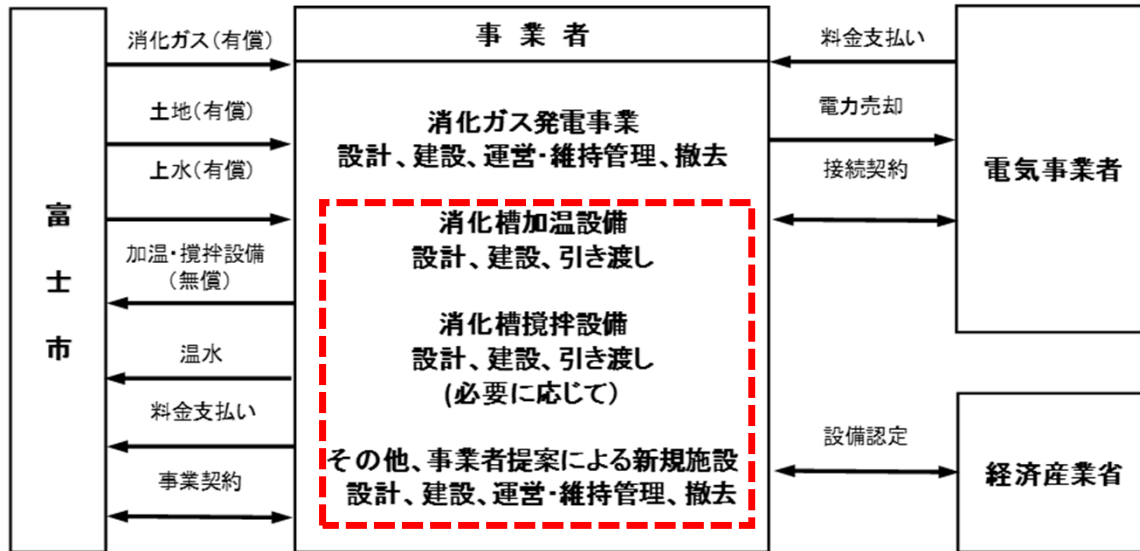 富士市
消化ガス(有償)
土地(有償)
上水(有償)
加温・撹拌設備
(無償)
温水
料金支払い
事業契約
事業者
消化ガス発電事業
設計、建設、運営・維持管理、撤去
消化槽加温設備
設計、建設、引き渡し
消化槽撹拌設備
設計、建設、引き渡し
(必要に応じて)
その他、事業者提案による新規施設
設計、建設、運営・維持管理、撤去
料金支払い
電力売却
接続契約
設備認定
電気事業者
経済産業省